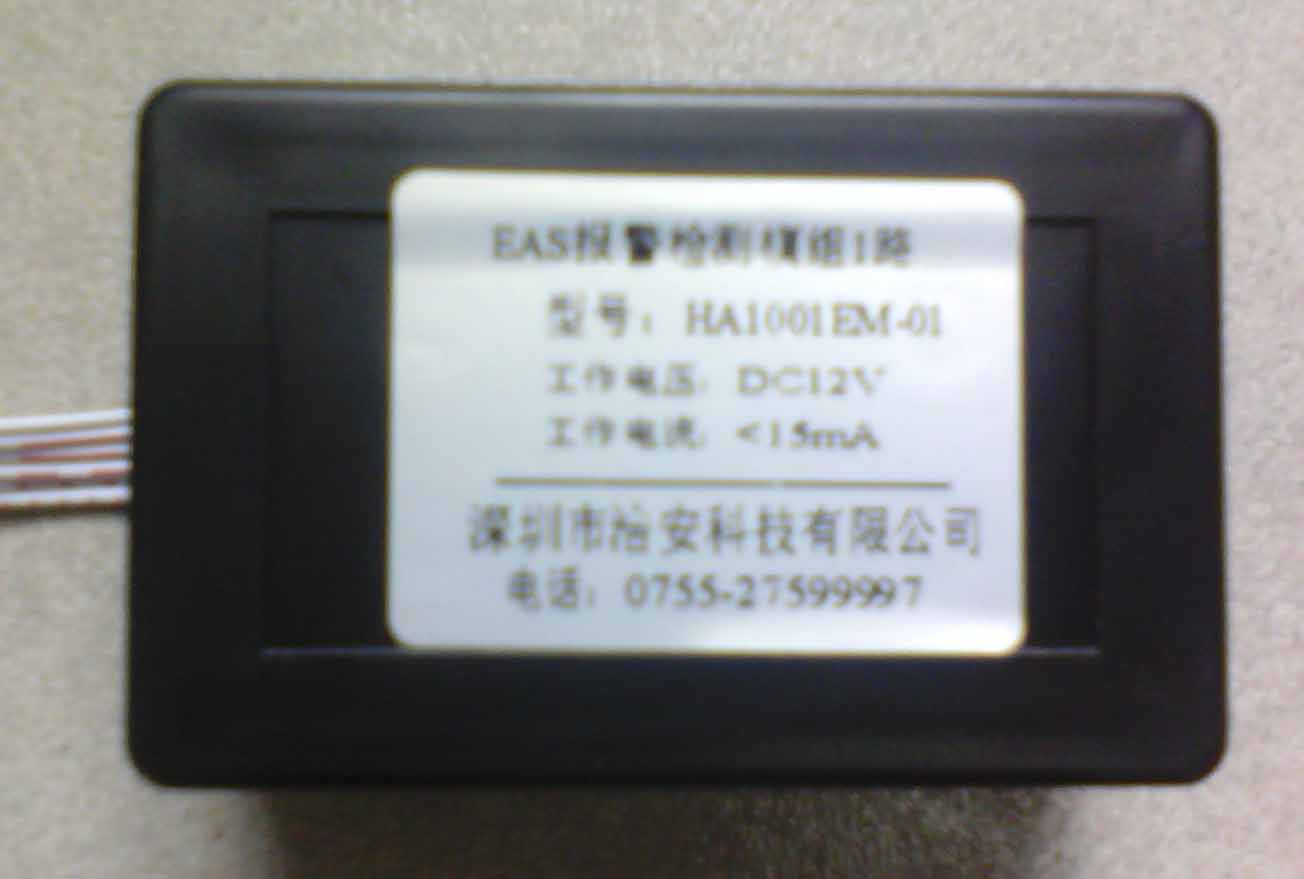 EAS报警检测模组1路
型号：HA1001EM-01
工作电压：DC12V
工作电流：<15mA
深圳市 安科技有限公司
电话：0755-27599997